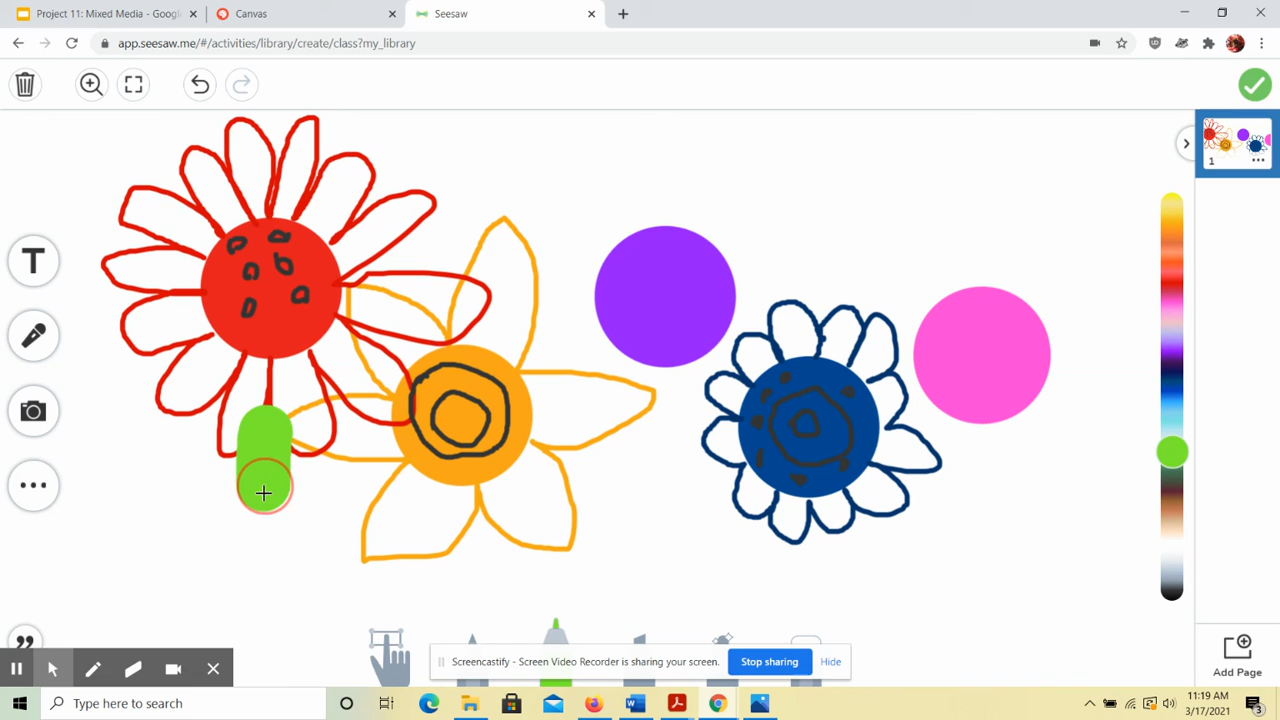 Project 11: Mixed Media - Googl
Canvas
Seesaw
app.seesaw.me/#/activities/library/create/class?my_library
1
T
Add Page
Screencastify - Screen Video Recorder is sharing your screen.
Stop sharing
Hide
Type here to search
11:19 AM
3/17/2021
3